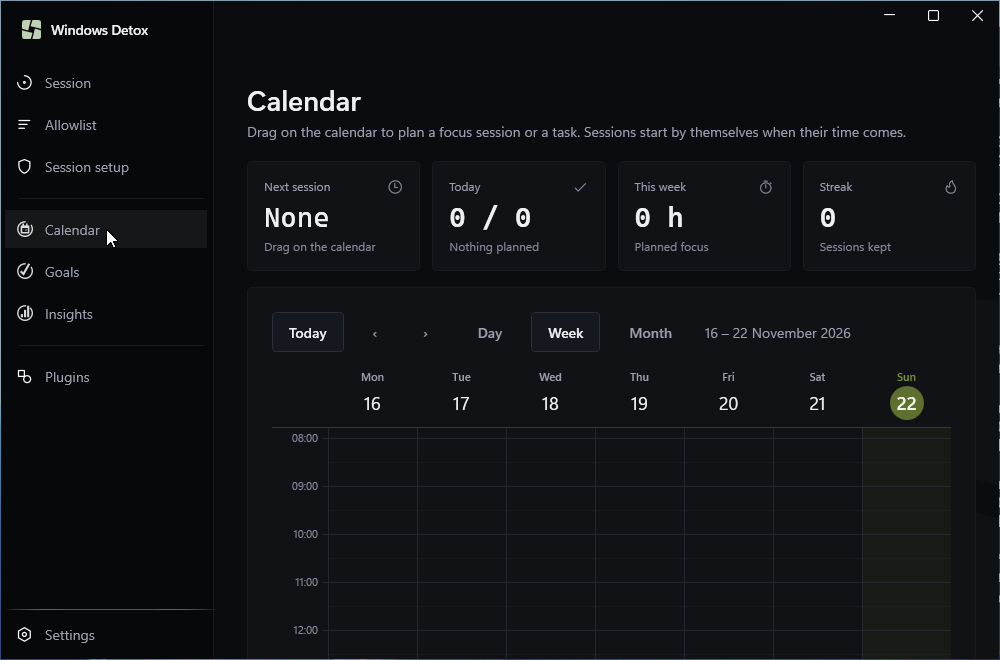 Windows Detox
Session
Allowlist
Session setup
Calendar
Goals
Insights
Plugins
Settings
Calendar
Drag on the calendar to plan a focus session or a task. Sessions start by themselves when their time comes.
Next session
None
Drag on the calendar
Today
0 / 0
Nothing planned
This week
0 h
Planned focus
Streak
0
Sessions kept
Today ‹ › Day Week Month 16 – 22 November 2026
Mon Tue Wed Thu Fri Sat Sun
16 17 18 19 20 21 22
08:00
09:00
10:00
11:00
12:00